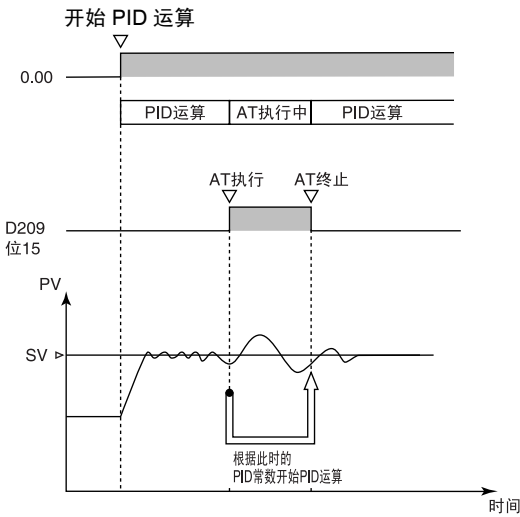 开始 PID 运算
0.00
PID运算 AT执行中 PID运算
AT执行 AT终止
D209
位15
PV
SV
根据此时的
PID常数开始PID运算
时间